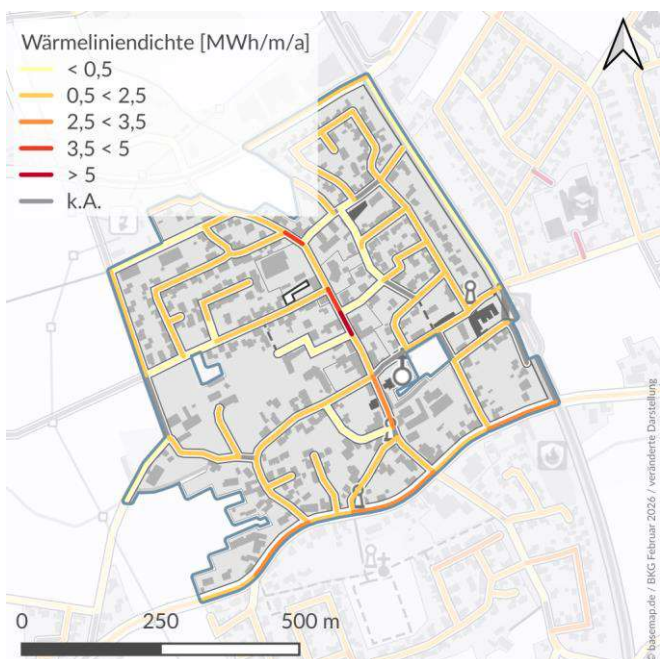 Wärmeliniendichte [MWh/m/a]
< 0,5
0,5 < 2,5
2,5 < 3,5
3,5 < 5
> 5
k.A.
0 250 500 m
© basemap.de / BKG Februar 2026 / veränderte Darstellung